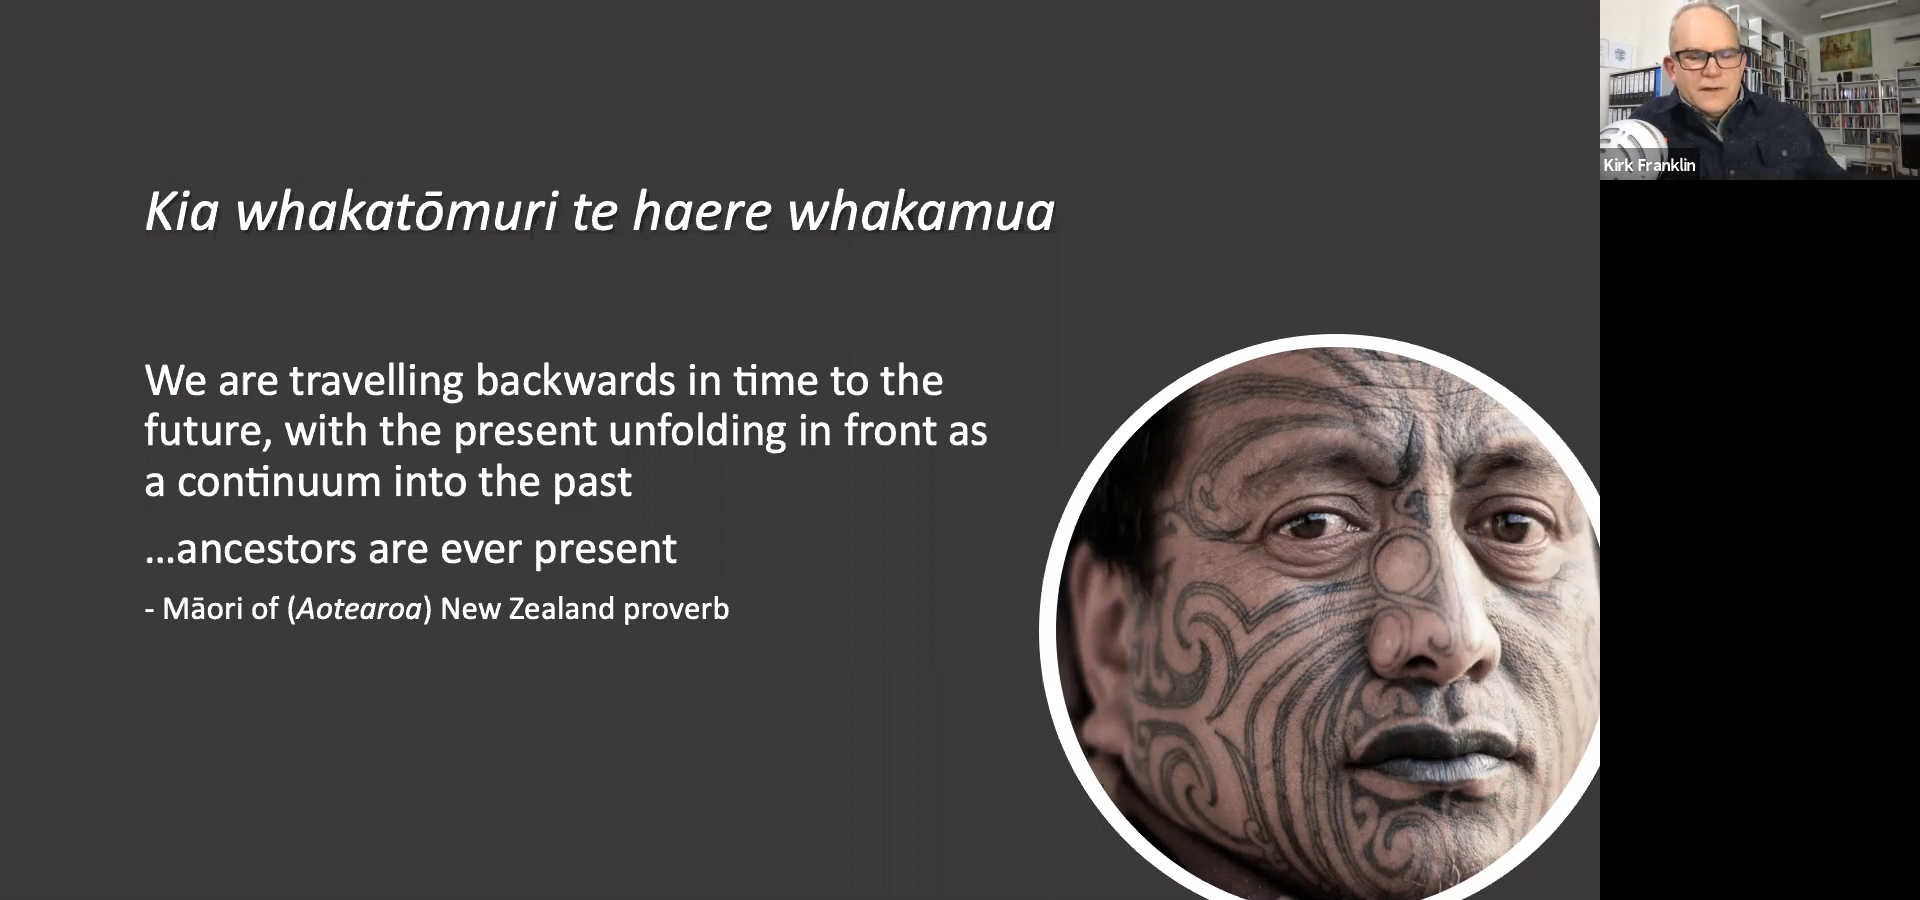 Kia whakatōmuri te haere whakamua
We are travelling backwards in time to the
future, with the present unfolding in front as
a continuum into the past
...ancestors are ever present
- Māori of (Aotearoa) New Zealand proverb
Kirk Franklin